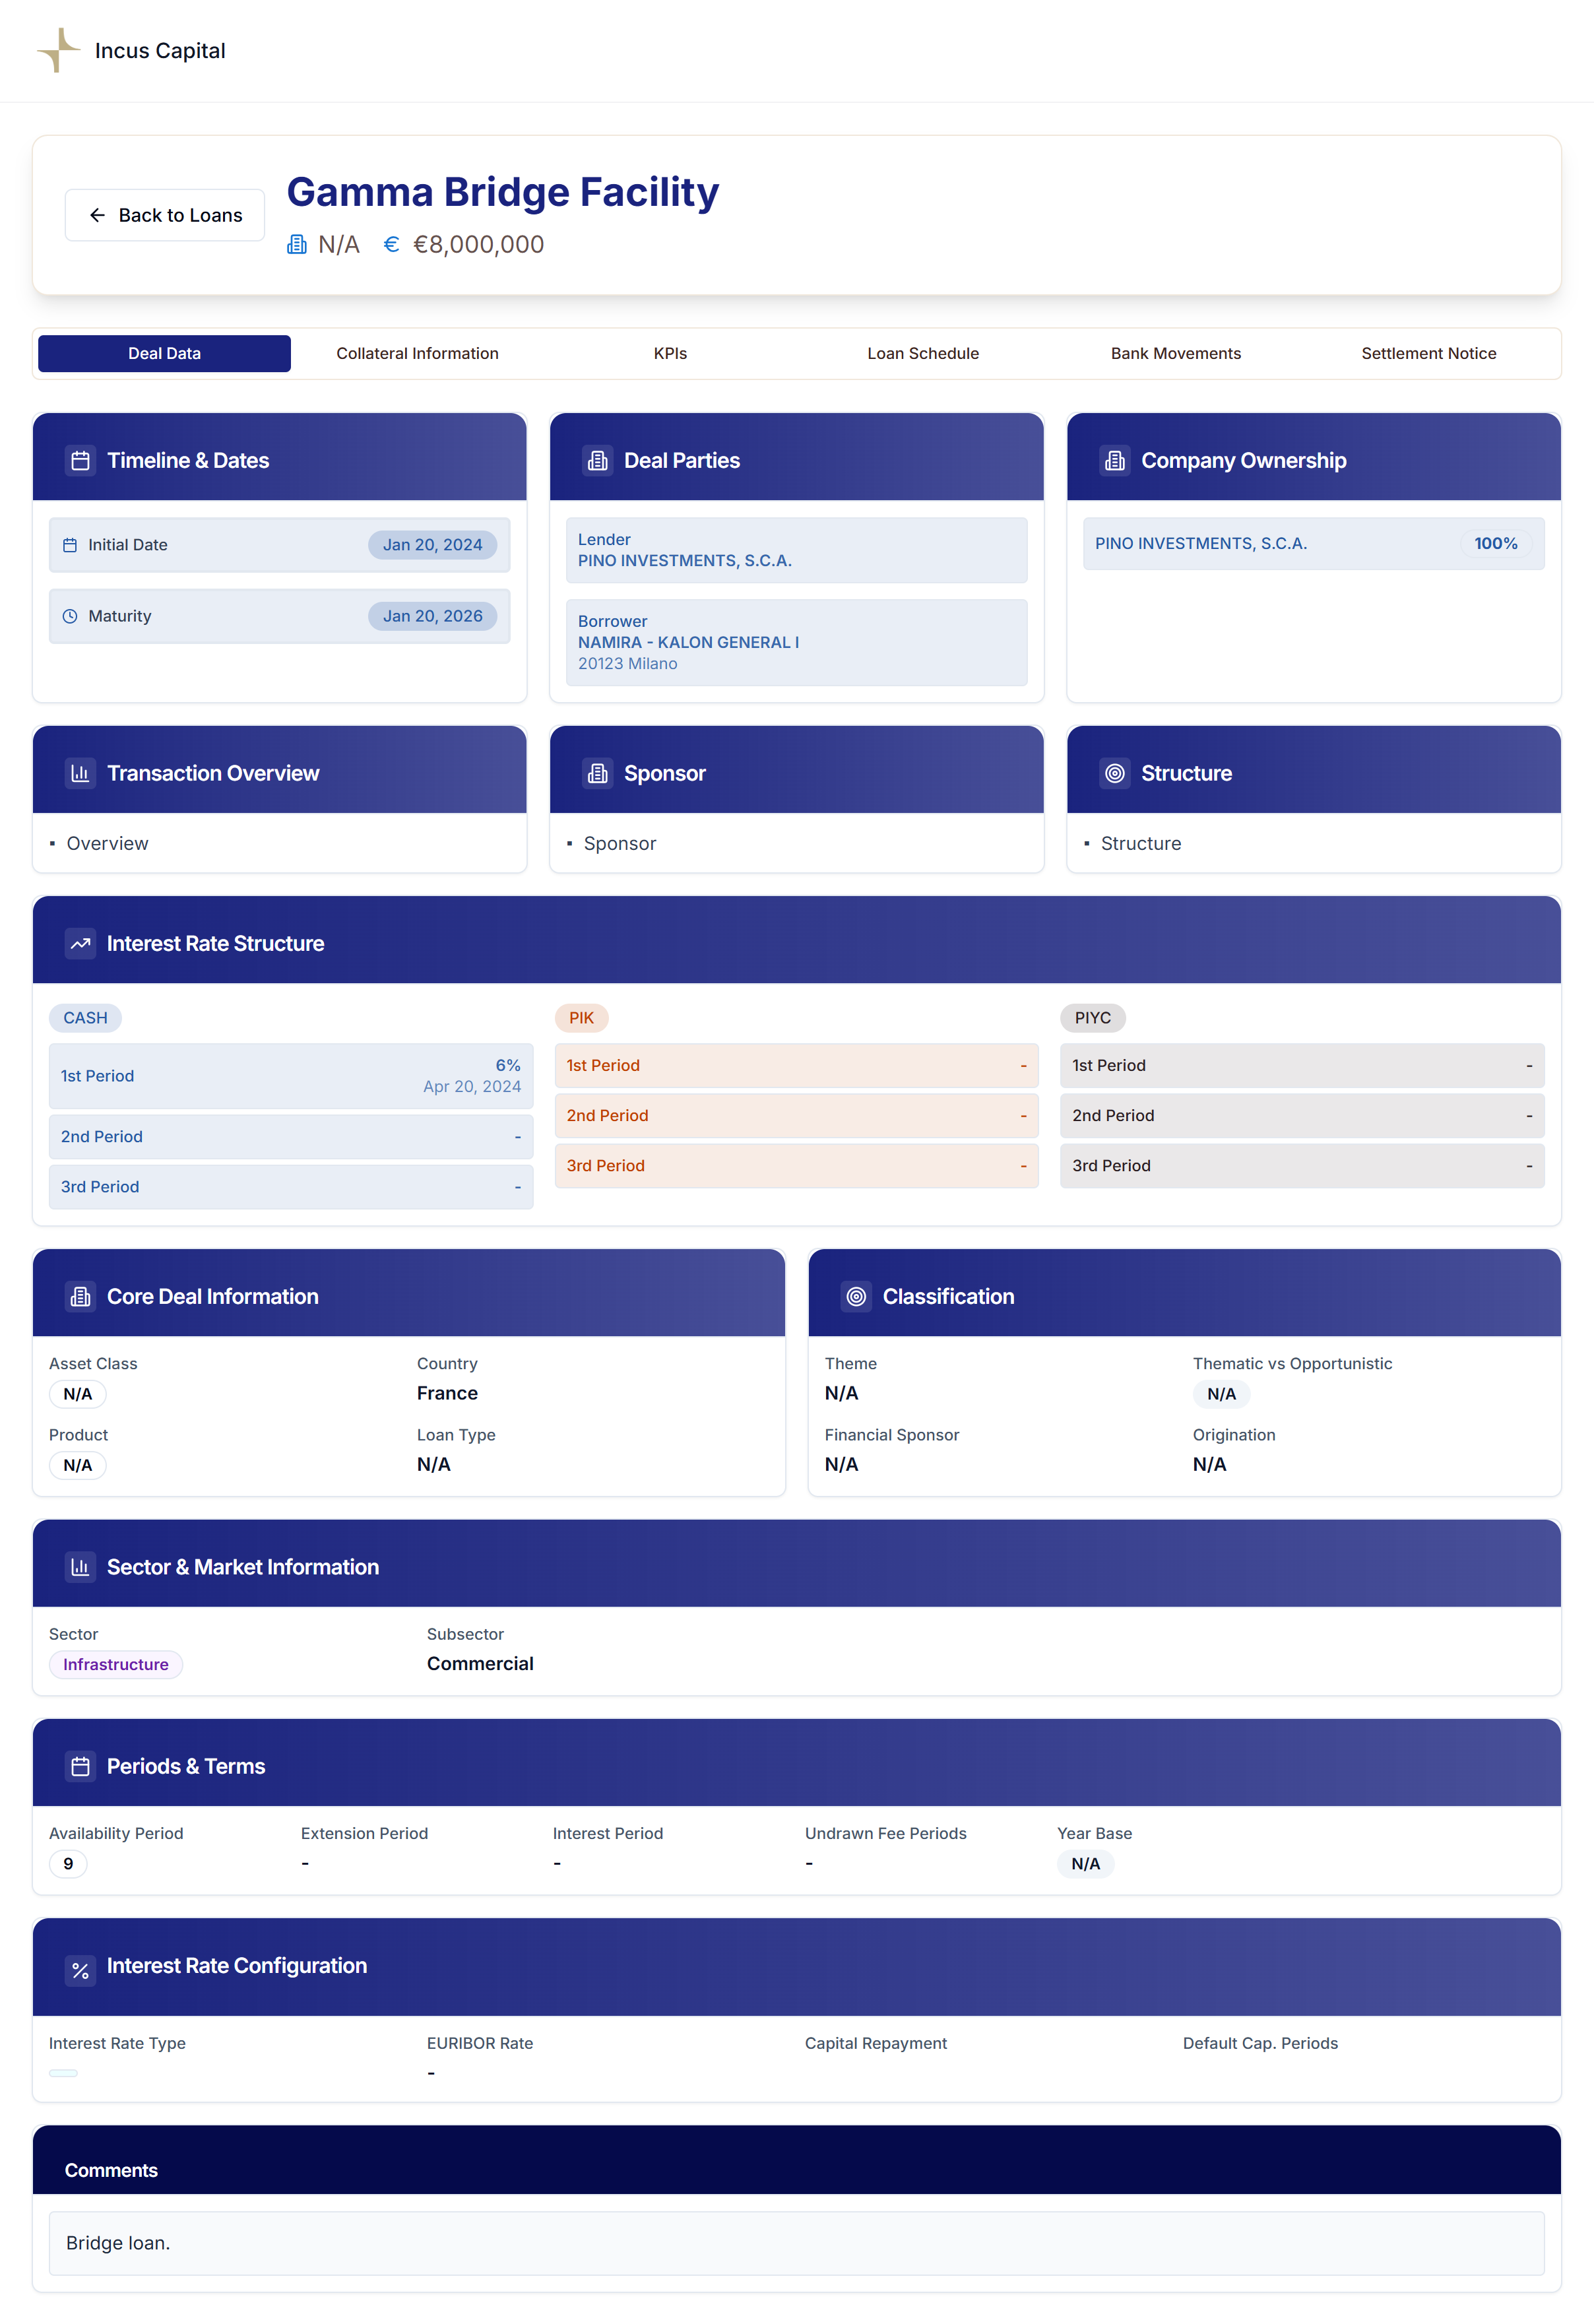 Incus Capital
Back to Loans
Gamma Bridge Facility
N/A € €8,000,000
Deal Data
Collateral Information
KPIs
Loan Schedule
Bank Movements
Settlement Notice
Timeline & Dates
Initial Date
Jan 20, 2024
Maturity
Jan 20, 2026
Deal Parties
Lender
PINO INVESTMENTS, S.C.A.
Borrower
NAMIRA - KALON GENERAL I
20123 Milano
Company Ownership
PINO INVESTMENTS, S.C.A.
100%
Transaction Overview
▪ Overview
Sponsor
▪ Sponsor
Structure
▪ Structure
Interest Rate Structure
CASH
1st Period
6%
Apr 20, 2024
2nd Period
-
3rd Period
-
PIK
1st Period
-
2nd Period
-
3rd Period
-
PIYC
1st Period
-
2nd Period
-
3rd Period
-
Core Deal Information
Asset Class
N/A
Country
France
Product
N/A
Loan Type
N/A
Classification
Theme
N/A
Thematic vs Opportunistic
N/A
Financial Sponsor
N/A
Origination
N/A
Sector & Market Information
Sector
Infrastructure
Subsector
Commercial
Periods & Terms
Availability Period
9
Extension Period
-
Interest Period
-
Undrawn Fee Periods
-
Year Base
N/A
Interest Rate Configuration
Interest Rate Type
EURIBOR Rate
-
Capital Repayment
Default Cap. Periods
Comments
Bridge loan.